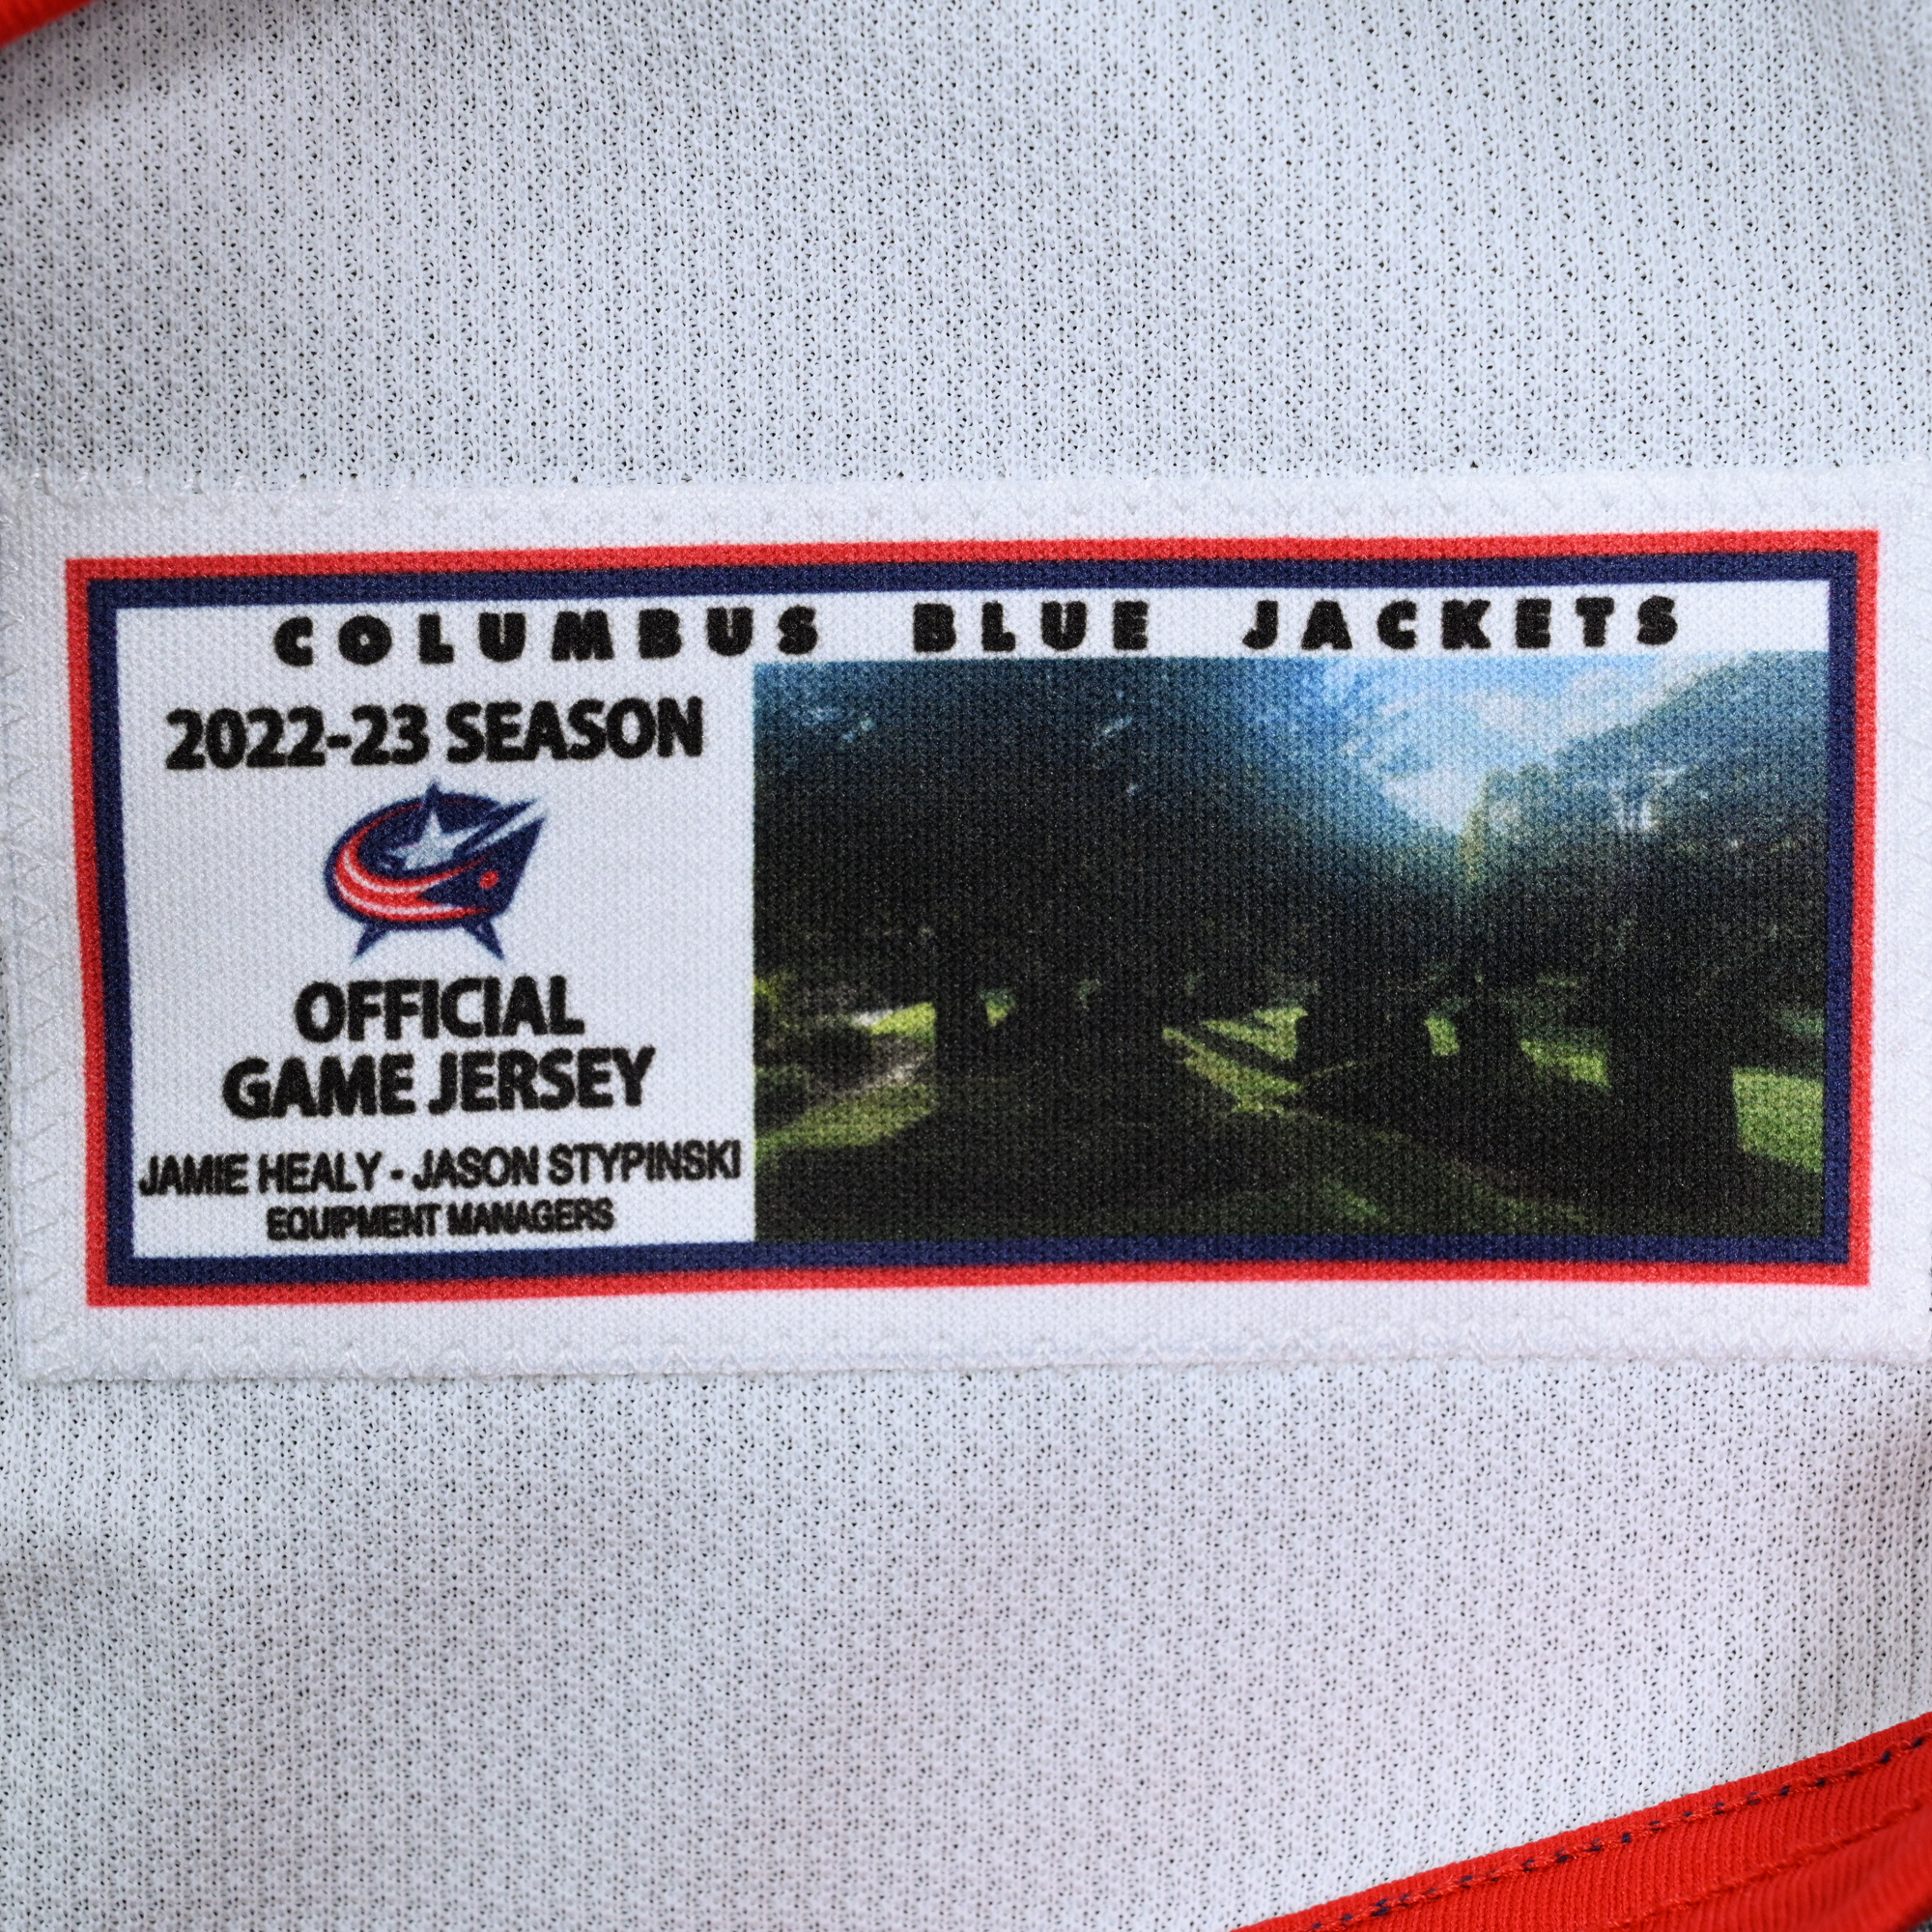 COLUMBUS BLUE JACKETS
2022-23 SEASON
OFFICIAL
GAME JERSEY
JAMIE HEALY - JASON STYPINSKI
EQUIPMENT MANAGERS